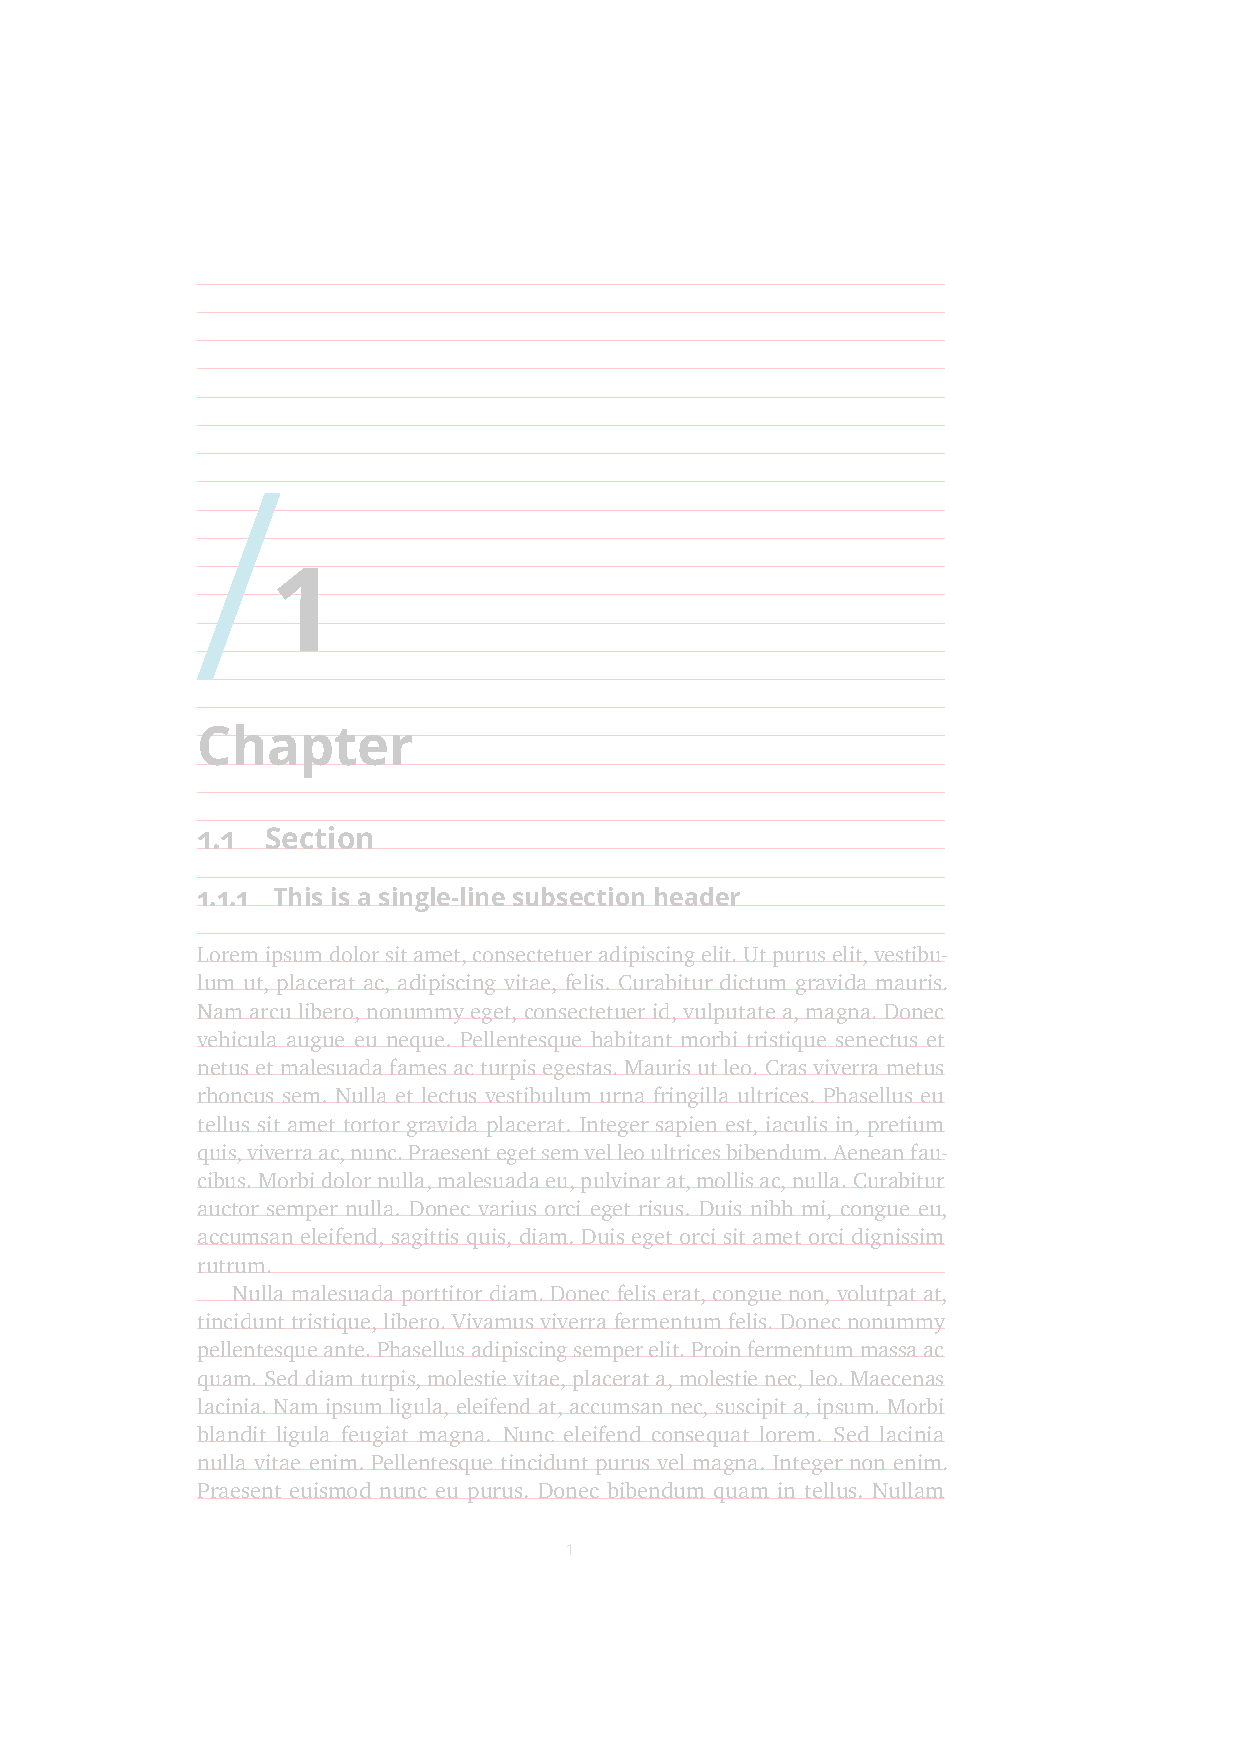 /1
Chapter
1.1 Section
1.1.1 This is a single-line subsection header
Lorem ipsum dolor sit amet, consectetuer adipiscing elit. Ut purus elit, vestibu-
lum ut, placerat ac, adipiscing vitae, felis. Curabitur dictum gravida mauris.
Nam arcu libero, nonummy eget, consectetuer id, vulputate a, magna. Donec
vehicula augue eu neque. Pellentesque habitant morbi tristique senectus et
netus et malesuada fames ac turpis egestas. Mauris ut leo. Cras viverra metus
rhoncus sem. Nulla et lectus vestibulum urna fringilla ultrices. Phasellus eu
tellus sit amet tortor gravida placerat. Integer sapien est, iaculis in, pretium
quis, viverra ac, nunc. Praesent eget sem vel leo ultrices bibendum. Aenean fau-
cibus. Morbi dolor nulla, malesuada eu, pulvinar at, mollis ac, nulla. Curabitur
auctor semper nulla. Donec varius orci eget risus. Duis nibh mi, congue eu,
accumsan eleifend, sagittis quis, diam. Duis eget orci sit amet orci dignissim
rutrum.
Nulla malesuada porttitor diam. Donec felis erat, congue non, volutpat at,
tincidunt tristique, libero. Vivamus viverra fermentum felis. Donec nonummy
pellentesque ante. Phasellus adipiscing semper elit. Proin fermentum massa ac
quam. Sed diam turpis, molestie vitae, placerat a, molestie nec, leo. Maecenas
lacinia. Nam ipsum ligula, eleifend at, accumsan nec, suscipit a, ipsum. Morbi
blandit ligula feugiat magna. Nunc eleifend consequat lorem. Sed lacinia
nulla vitae enim. Pellentesque tincidunt purus vel magna. Integer non enim.
Praesent euismod nunc eu purus. Donec bibendum quam in tellus. Nullam
1